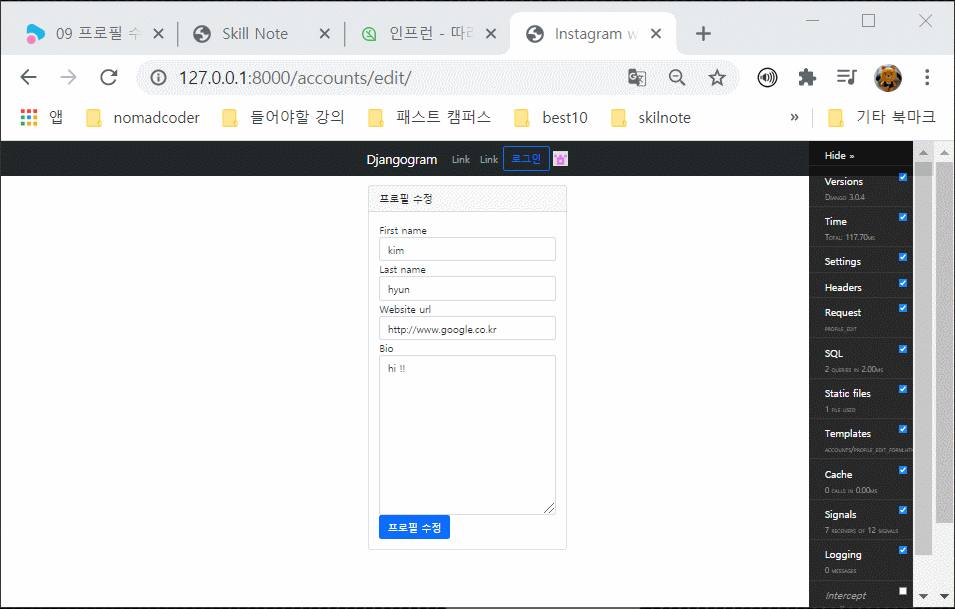 09 프로필 수
Skill Note
인프런 - 따라
Instagram w
127.0.0.1:8000/accounts/edit/
앱
nomadcoder
들어야할 강의
패스트 캠퍼스
best10
skilnote
»
기타 북마크
Djangogram
Link
Link
로그인
프로필 수정
First name
kim
Last name
hyun
Website url
http://www.google.co.kr
Bio
hi !!
프로필 수정
Hide »
Versions
Django 3.0.4
Time
Total: 117.70ms
Settings
Headers
Request
profile_edit
SQL
2 queries in 2.00ms
Static files
1 file used
Templates
accounts/profile_edit_form.htm
Cache
0 calls in 0.00ms
Signals
7 receivers of 12 signals
Logging
0 messages
Intercept